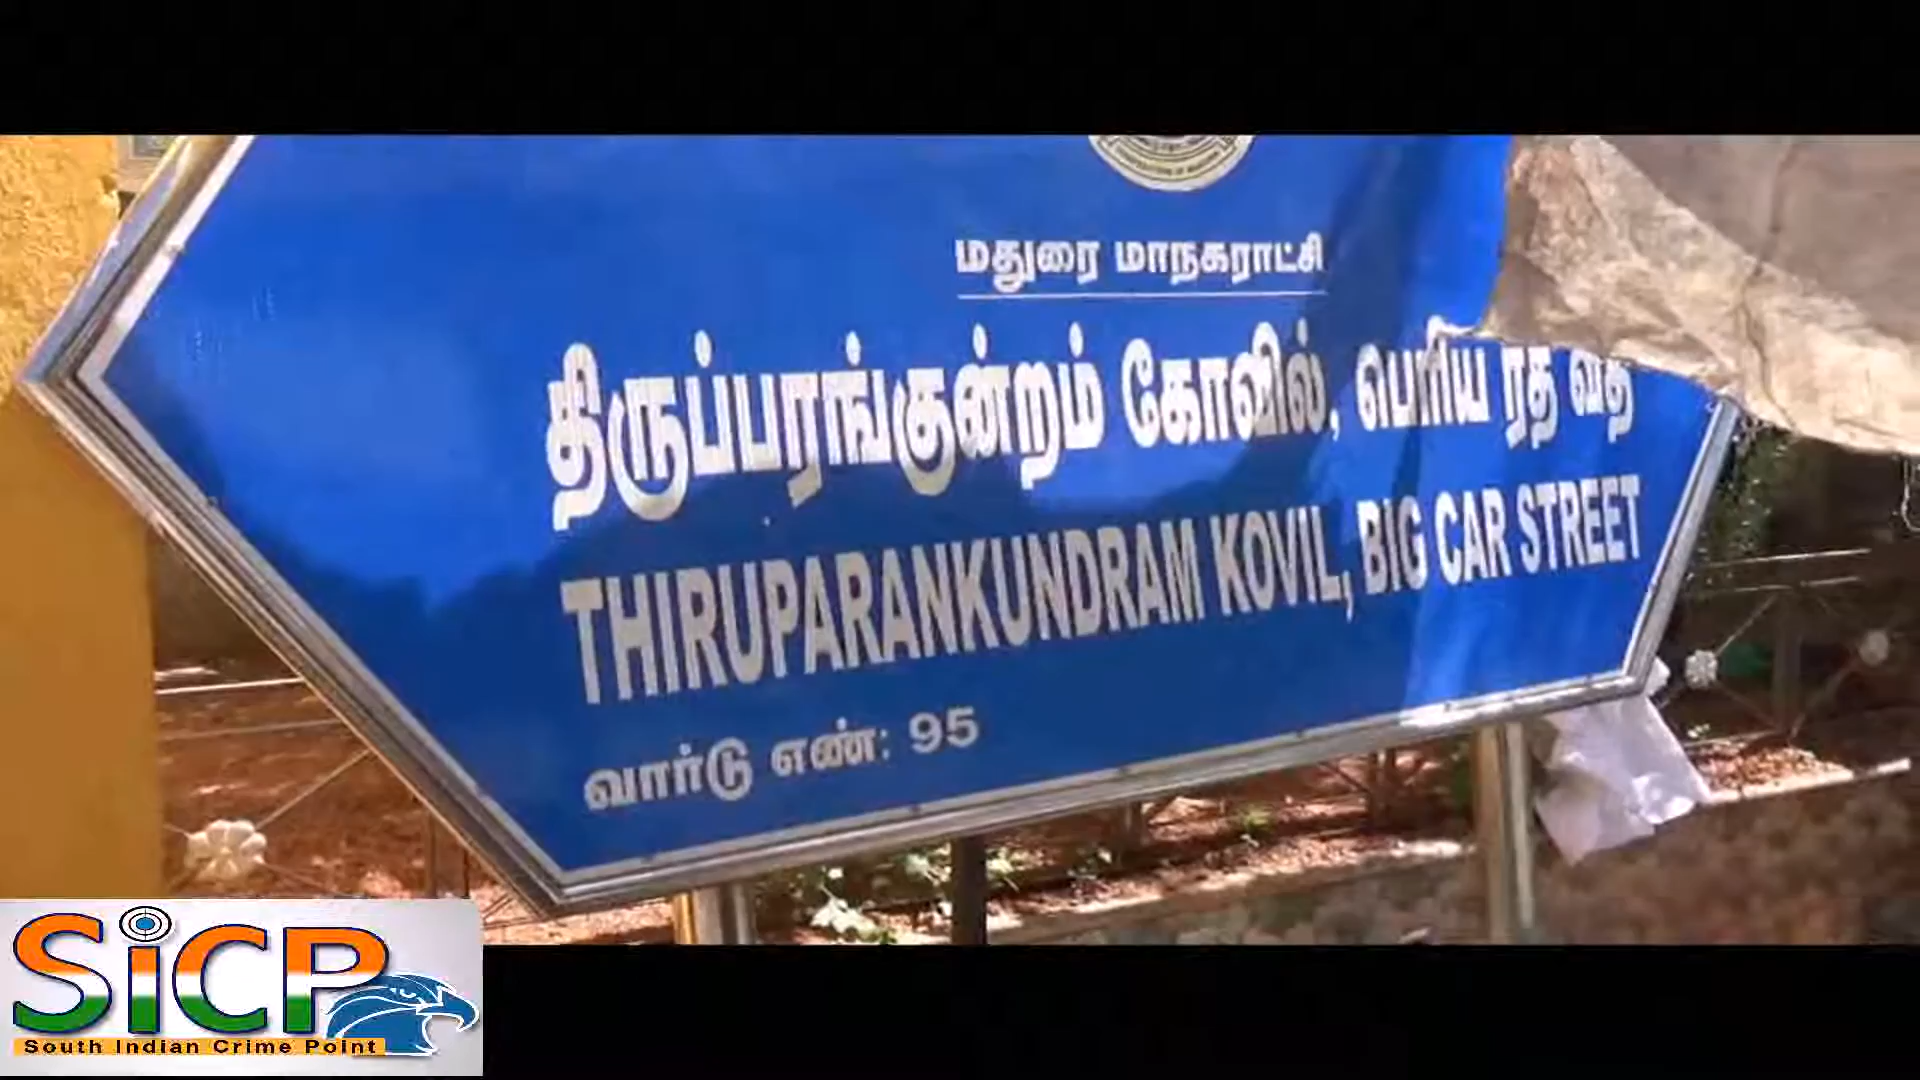 மதுரை மாநகராட்சி
திருப்பரங்குன்றம் கோவில், பெரிய ரத
THIRUPARANKUNDRAM KOVIL, BIG CAR STREET
வார்டு எண்: 95
SiCP
South Indian Crime Point